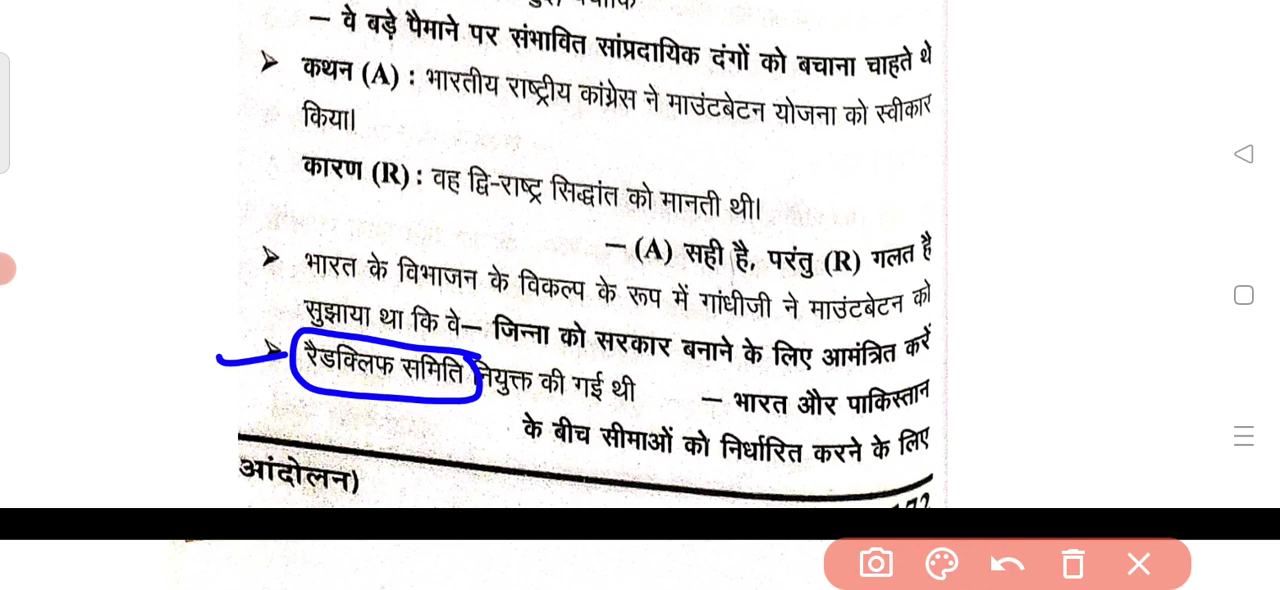 – वे बड़े पैमाने पर संभावित सांप्रदायिक दंगों को बचाना चाहते थे
➤ कथन (A) : भारतीय राष्ट्रीय कांग्रेस ने माउंटबेटन योजना को स्वीकार
किया।
कारण (R) : वह द्वि-राष्ट्र सिद्धांत को मानती थी।
– (A) सही है, परंतु (R) गलत है
➤ भारत के विभाजन के विकल्प के रूप में गांधीजी ने माउंटबेटन को
सुझाया था कि वे– जिन्ना को सरकार बनाने के लिए आमंत्रित करें
➤ रैडक्लिफ समिति नियुक्त की गई थी – भारत और पाकिस्तान
के बीच सीमाओं को निर्धारित करने के लिए
आंदोलन)